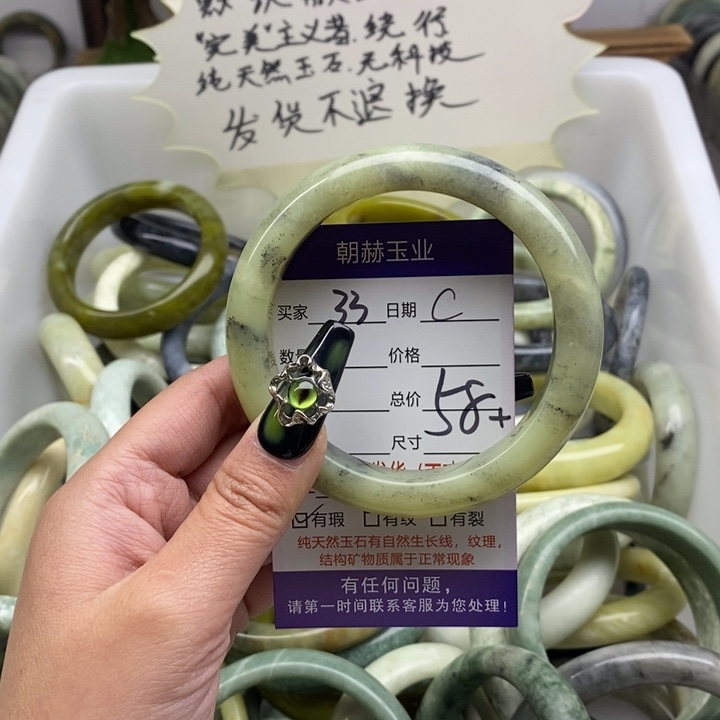 "完美"主义者.绕行
纯天然玉石.无科技
发货不退换
朝赫玉业
买家 33 日期 C
价格
总价 58+
尺寸
☑有瑕 □有纹 □有裂
纯天然玉石有自然生长线，纹理，
结构矿物质属于正常现象
有任何问题，
请第一时间联系客服为您处理！